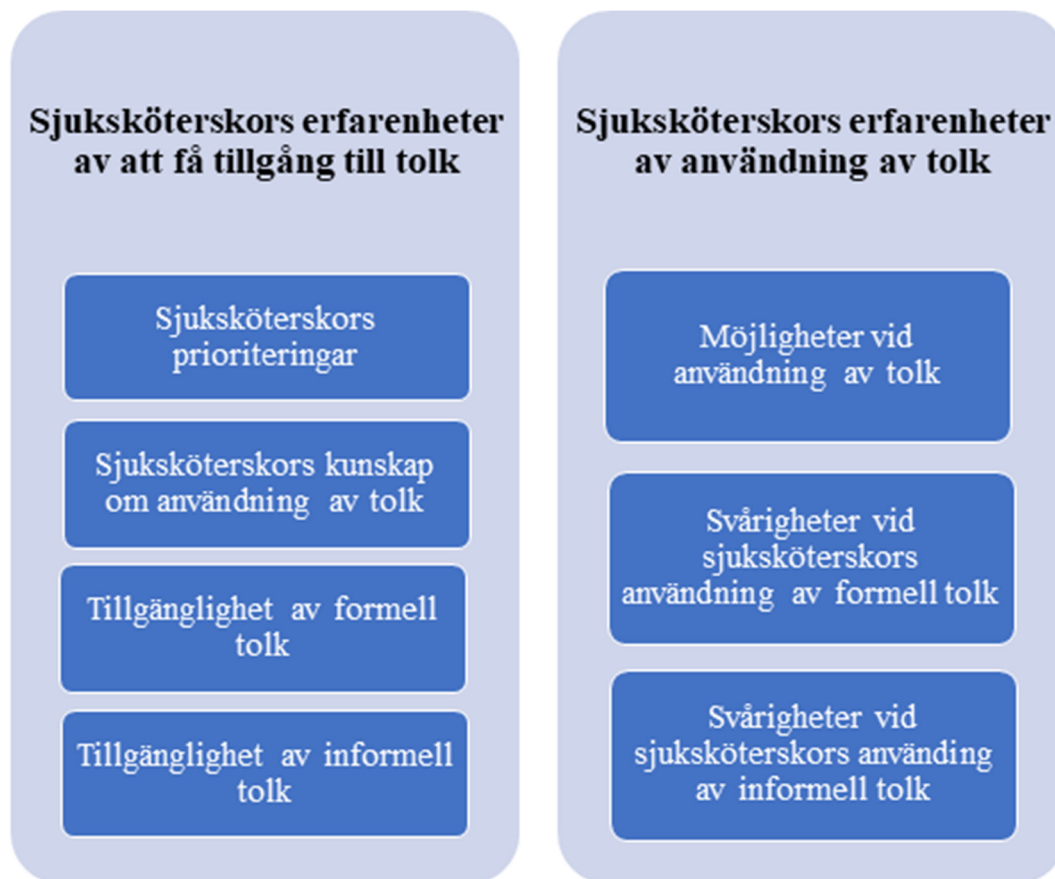 Sjuksköterskors erfarenheter
av att få tillgång till tolk
Sjuksköterskors
prioriteringar
Sjuksköterskors kunskap
om användning av tolk
Tillgänglighet av formell
tolk
Tillgänglighet av informell
tolk
Sjuksköterskors erfarenheter
av användning av tolk
Möjligheter vid
användning av tolk
Svårigheter vid
sjuksköterskors
användning av formell tolk
Svårigheter vid
sjuksköterskors använding
av informell tolk